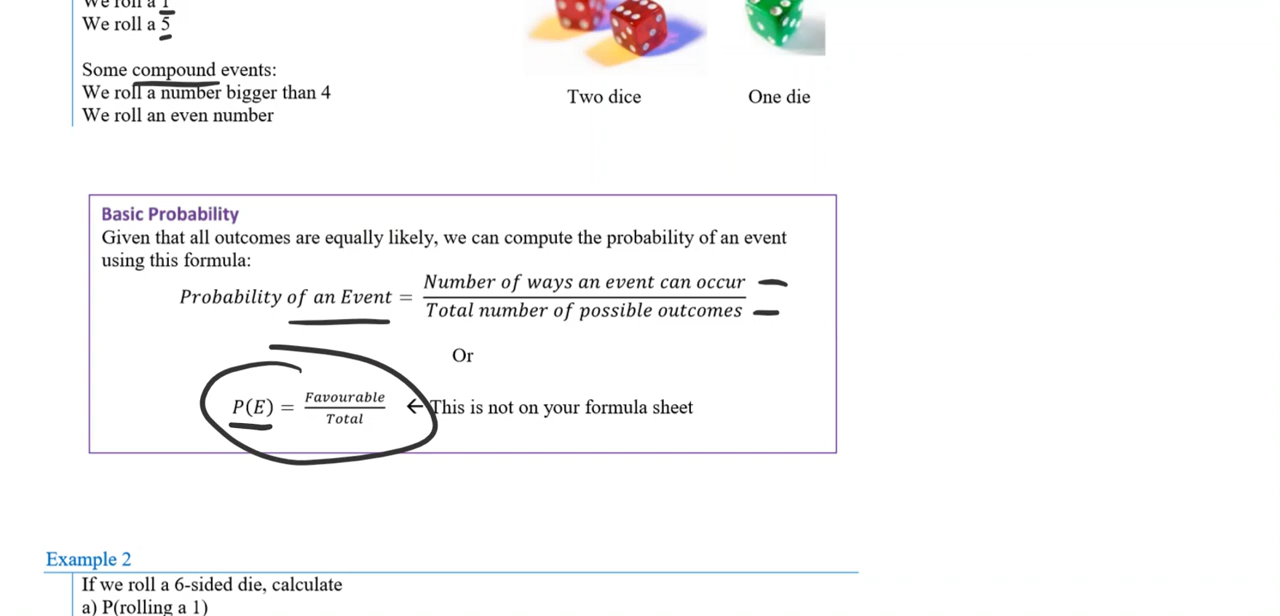 We roll a 1
We roll a 5
Some compound events:
We roll a number bigger than 4
We roll an even number
Two dice
One die
Basic Probability
Given that all outcomes are equally likely, we can compute the probability of an event
using this formula:
Probability of an Event = Number of ways an event can occur / Total number of possible outcomes
Or
P(E) = Favourable / Total ← This is not on your formula sheet
Example 2
If we roll a 6-sided die, calculate
a) P(rolling a 1)